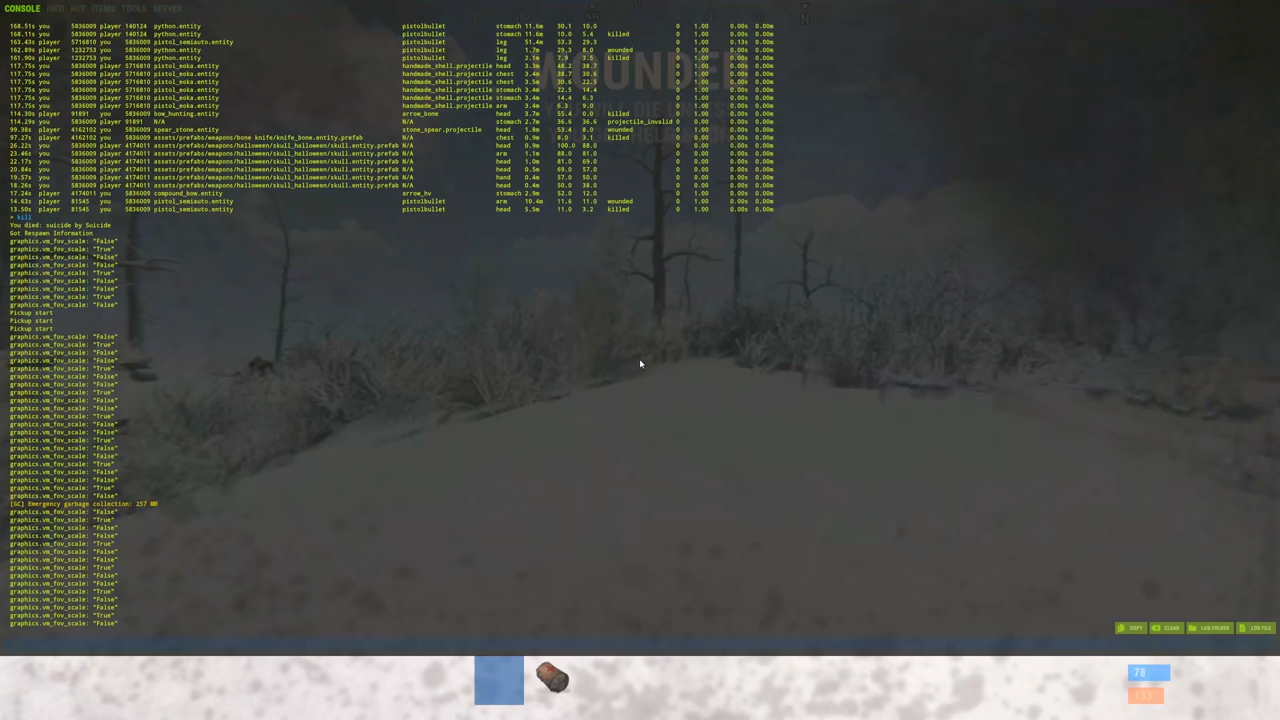 CONSOLE INFO NET ITEMS TOOLS SERVER
168.51s you 5836009 player 140124 python.entity pistolbullet stomach 11.6m 30.1 10.0 0 1.00 0.00s 0.00m
168.11s you 5836009 player 140124 python.entity pistolbullet stomach 11.6m 10.0 5.4 killed 0 1.00 0.00s 0.00m
163.43s player 5716810 you 5836009 pistol_semiauto.entity pistolbullet leg 51.4m 53.3 29.3 0 1.00 0.13s 0.00m
162.89s player 1232753 you 5836009 python.entity pistolbullet leg 1.7m 29.3 8.0 wounded 0 1.00 0.00s 0.00m
161.90s player 1232753 you 5836009 python.entity pistolbullet leg 2.1m 7.9 3.5 killed 0 1.00 0.00s 0.00m
117.75s you 5836009 player 5716810 pistol_eoka.entity handmade_shell.projectile head 3.3m 48.2 38.7 0 1.00 0.00s 0.00m
117.75s you 5836009 player 5716810 pistol_eoka.entity handmade_shell.projectile chest 3.4m 38.7 30.6 0 1.00 0.00s 0.00m
117.75s you 5836009 player 5716810 pistol_eoka.entity handmade_shell.projectile chest 3.5m 30.6 22.5 0 1.00 0.00s 0.00m
117.75s you 5836009 player 5716810 pistol_eoka.entity handmade_shell.projectile stomach 3.4m 22.5 14.4 0 1.00 0.00s 0.00m
117.75s you 5836009 player 5716810 pistol_eoka.entity handmade_shell.projectile stomach 3.4m 14.4 6.3 0 1.00 0.00s 0.00m
117.75s you 5836009 player 5716810 pistol_eoka.entity handmade_shell.projectile arm 3.4m 6.3 0.0 0 1.00 0.00s 0.00m
114.30s player 91891 you 5836009 bow_hunting.entity arrow_bone head 3.7m 55.4 0.0 killed 0 1.00 0.00s 0.00m
114.29s you 5836009 player 91891 N/A N/A stomach 2.7m 36.6 36.6 projectile_invalid 0 1.00 0.00s 0.00m
99.38s player 4162102 you 5836009 spear_stone.entity stone_spear.projectile head 1.8m 53.4 8.0 wounded 0 1.00 0.00s 0.00m
97.27s player 4162102 you 5836009 assets/prefabs/weapons/bone knife/knife_bone.entity.prefab N/A chest 0.9m 8.0 3.1 killed 0 1.00 0.00s 0.00m
26.22s you 5836009 player 4174011 assets/prefabs/weapons/halloween/skull_halloween/skull.entity.prefab N/A head 0.9m 100.0 88.0 0 1.00 0.00s 0.00m
23.46s you 5836009 player 4174011 assets/prefabs/weapons/halloween/skull_halloween/skull.entity.prefab N/A arm 1.1m 88.0 81.0 0 1.00 0.00s 0.00m
22.17s you 5836009 player 4174011 assets/prefabs/weapons/halloween/skull_halloween/skull.entity.prefab N/A head 1.0m 81.0 69.0 0 1.00 0.00s 0.00m
20.84s you 5836009 player 4174011 assets/prefabs/weapons/halloween/skull_halloween/skull.entity.prefab N/A head 0.5m 69.0 57.0 0 1.00 0.00s 0.00m
19.57s you 5836009 player 4174011 assets/prefabs/weapons/halloween/skull_halloween/skull.entity.prefab N/A hand 0.4m 57.0 50.0 0 1.00 0.00s 0.00m
18.26s you 5836009 player 4174011 assets/prefabs/weapons/halloween/skull_halloween/skull.entity.prefab N/A head 0.4m 50.0 38.0 0 1.00 0.00s 0.00m
17.24s player 4174011 you 5836009 compound_bow.entity arrow_hv stomach 2.9m 52.0 12.0 0 1.00 0.00s 0.00m
14.63s player 81545 you 5836009 pistol_semiauto.entity pistolbullet arm 10.4m 11.6 11.0 wounded 0 1.00 0.00s 0.00m
13.50s player 81545 you 5836009 pistol_semiauto.entity pistolbullet head 5.5m 11.0 3.2 killed 0 1.00 0.00s 0.00m
> kill
You died: suicide by Suicide
Got Respawn Information
graphics.vm_fov_scale: "False"
graphics.vm_fov_scale: "True"
graphics.vm_fov_scale: "False"
graphics.vm_fov_scale: "False"
graphics.vm_fov_scale: "True"
graphics.vm_fov_scale: "False"
graphics.vm_fov_scale: "False"
graphics.vm_fov_scale: "True"
graphics.vm_fov_scale: "False"
Pickup start
Pickup start
Pickup start
graphics.vm_fov_scale: "False"
graphics.vm_fov_scale: "True"
graphics.vm_fov_scale: "False"
graphics.vm_fov_scale: "False"
graphics.vm_fov_scale: "True"
graphics.vm_fov_scale: "False"
graphics.vm_fov_scale: "False"
graphics.vm_fov_scale: "True"
graphics.vm_fov_scale: "False"
graphics.vm_fov_scale: "False"
graphics.vm_fov_scale: "True"
graphics.vm_fov_scale: "False"
graphics.vm_fov_scale: "False"
graphics.vm_fov_scale: "True"
graphics.vm_fov_scale: "False"
graphics.vm_fov_scale: "False"
graphics.vm_fov_scale: "True"
graphics.vm_fov_scale: "False"
graphics.vm_fov_scale: "False"
graphics.vm_fov_scale: "True"
graphics.vm_fov_scale: "False"
[GC] Emergency garbage collection: 257 MB
graphics.vm_fov_scale: "False"
graphics.vm_fov_scale: "True"
graphics.vm_fov_scale: "False"
graphics.vm_fov_scale: "False"
graphics.vm_fov_scale: "True"
graphics.vm_fov_scale: "False"
graphics.vm_fov_scale: "False"
graphics.vm_fov_scale: "True"
graphics.vm_fov_scale: "False"
graphics.vm_fov_scale: "False"
graphics.vm_fov_scale: "True"
graphics.vm_fov_scale: "False"
graphics.vm_fov_scale: "False"
graphics.vm_fov_scale: "True"
graphics.vm_fov_scale: "False"
COPY CLEAR LOG FOLDER LOG FILE
78
133